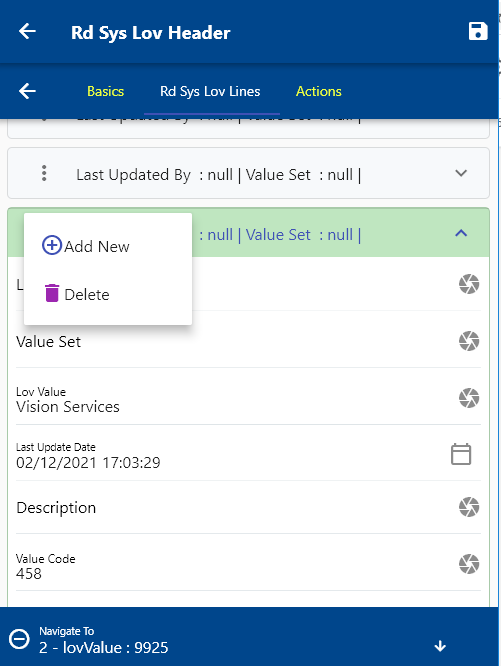 Rd Sys Lov Header
Basics Rd Sys Lov Lines Actions
Last Updated By : null | Value Set : null |
Last Updated By : null | Value Set : null |
: null | Value Set : null |
Add New
Delete
L
Value Set
Lov Value
Vision Services
Last Update Date
02/12/2021 17:03:29
Description
Value Code
458
Navigate To
2 - lovValue : 9925